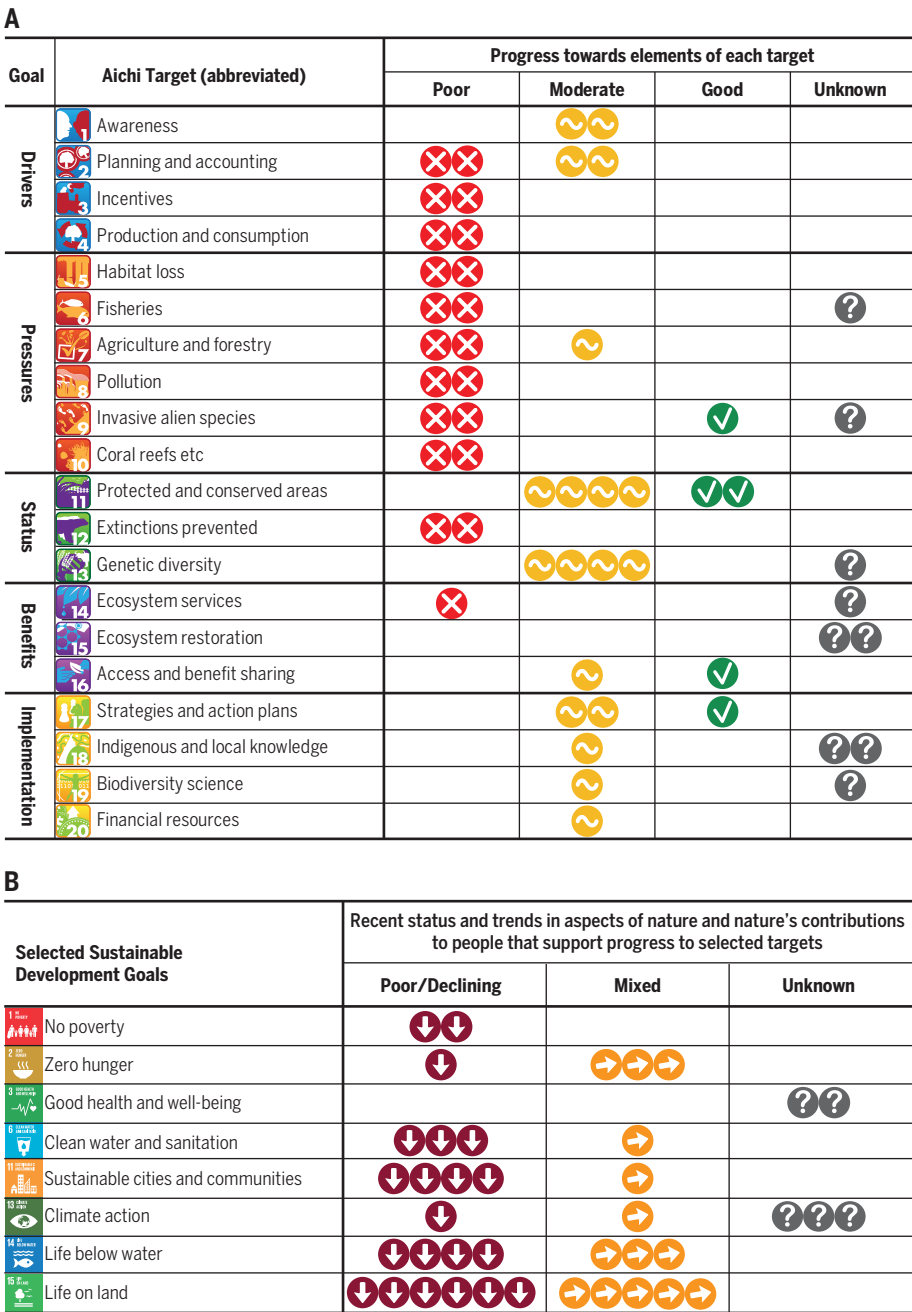 A
Goal
Aichi Target (abbreviated)
Progress towards elements of each target
Poor
Moderate
Good
Unknown
Drivers
1 Awareness
2 Planning and accounting
3 Incentives
4 Production and consumption
Pressures
5 Habitat loss
6 Fisheries
?
7 Agriculture and forestry
8 Pollution
9 Invasive alien species
?
10 Coral reefs etc
Status
11 Protected and conserved areas
12 Extinctions prevented
13 Genetic diversity
?
Benefits
14 Ecosystem services
?
15 Ecosystem restoration
??
16 Access and benefit sharing
Implementation
17 Strategies and action plans
18 Indigenous and local knowledge
??
19 Biodiversity science
?
20 Financial resources
B
Selected Sustainable
Development Goals
Recent status and trends in aspects of nature and nature's contributions
to people that support progress to selected targets
Poor/Declining
Mixed
Unknown
1 No poverty
2 Zero hunger
3 Good health and well-being
??
6 Clean water and sanitation
11 Sustainable cities and communities
13 Climate action
???
14 Life below water
15 Life on land